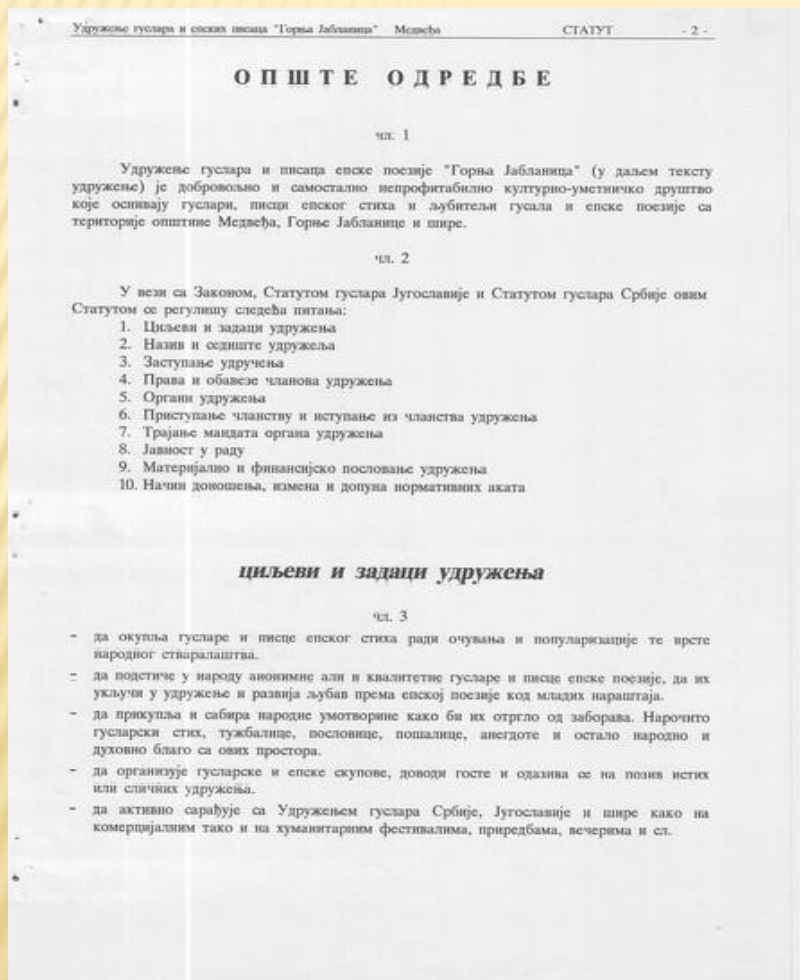 Удружење гуслара и епских писаца "Горња Јабланица" Медвеђа СТАТУТ - 2 -
ОПШТЕ ОДРЕДБЕ
чл. 1
Удружење гуслара и писаца епске поезије "Горња Јабланица" (у даљем тексту
удружење) је добровољно и самостално непрофитабилно културно-уметничко друштво
које оснивају гуслари, писци епског стиха и љубитељи гусала и епске поезије са
територије општине Медвеђа, Горње Јабланице и шире.
чл. 2
У вези са Законом, Статутом гуслара Југославије и Статутом гуслара Србије овим
Статутом се регулишу следећа питања:
1. Циљеви и задаци удружења
2. Назив и седиште удружења
3. Заступање удручења
4. Права и обавезе чланова удружења
5. Органи удружења
6. Приступање чланству и иступање из чланства удружења
7. Трајање мандата органа удружења
8. Јавност у раду
9. Материјално и финансијско пословање удружења
10. Начин доношења, измена и допуна нормативних аката
циљеви и задаци удружења
чл. 3
- да окупља гусларе и писце епског стиха ради очувања и популаризације те врсте
народног стваралаштва.
- да подстиче у народу анонимне али и квалитетне гусларе и писце епске поезије, да их
укључи у удружење и развија љубав према епској поезије код младих нараштаја.
- да прикупља и сабира народне умотворине како би их отргло од заборава. Нарочито
гусларски стих, тужбалице, пословице, пошалице, анегдоте и остало народно и
духовно благо са ових простора.
- да организује гусларске и епске скупове, доводи госте и одазива се на позив истих
или сличних удружења.
- да активно сарађује са Удружењем гуслара Србије, Југославије и шире како на
комерцијалним тако и на хуманитарним фестивалима, приредбама, вечерима и сл.